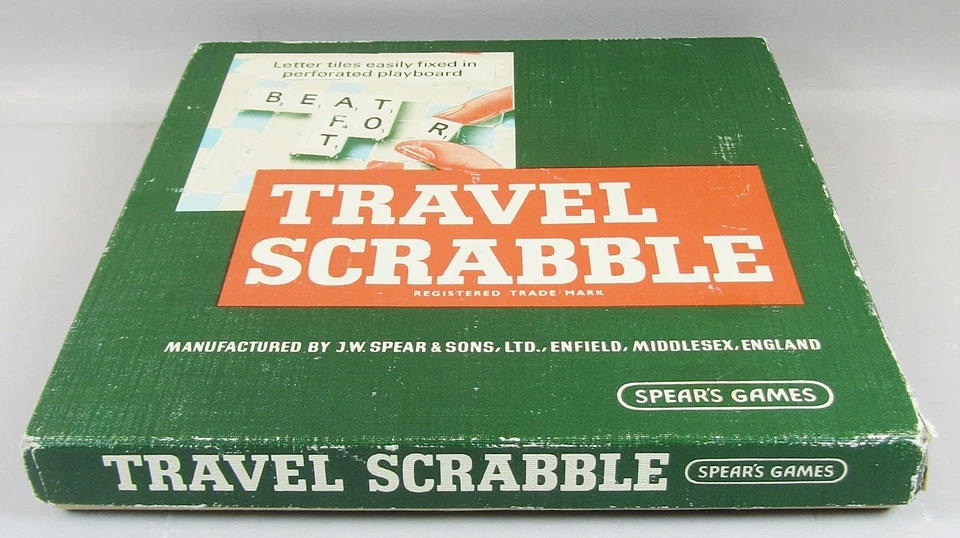 Letter tiles easily fixed in
perforated playboard
BEAT
FO R
T
TRAVEL
SCRABBLE
REGISTERED TRADE MARK
MANUFACTURED BY J.W. SPEAR & SONS, LTD., ENFIELD, MIDDLESEX, ENGLAND
SPEAR'S GAMES
TRAVEL SCRABBLE SPEAR'S GAMES